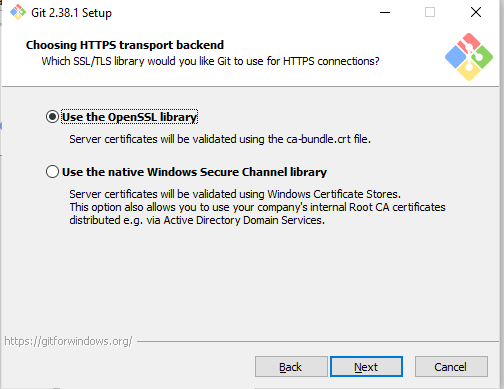 Git 2.38.1 Setup
Choosing HTTPS transport backend
Which SSL/TLS library would you like Git to use for HTTPS connections?
Use the OpenSSL library
Server certificates will be validated using the ca-bundle.crt file.
Use the native Windows Secure Channel library
Server certificates will be validated using Windows Certificate Stores.
This option also allows you to use your company's internal Root CA certificates
distributed e.g. via Active Directory Domain Services.
https://gitforwindows.org/
Back Next Cancel